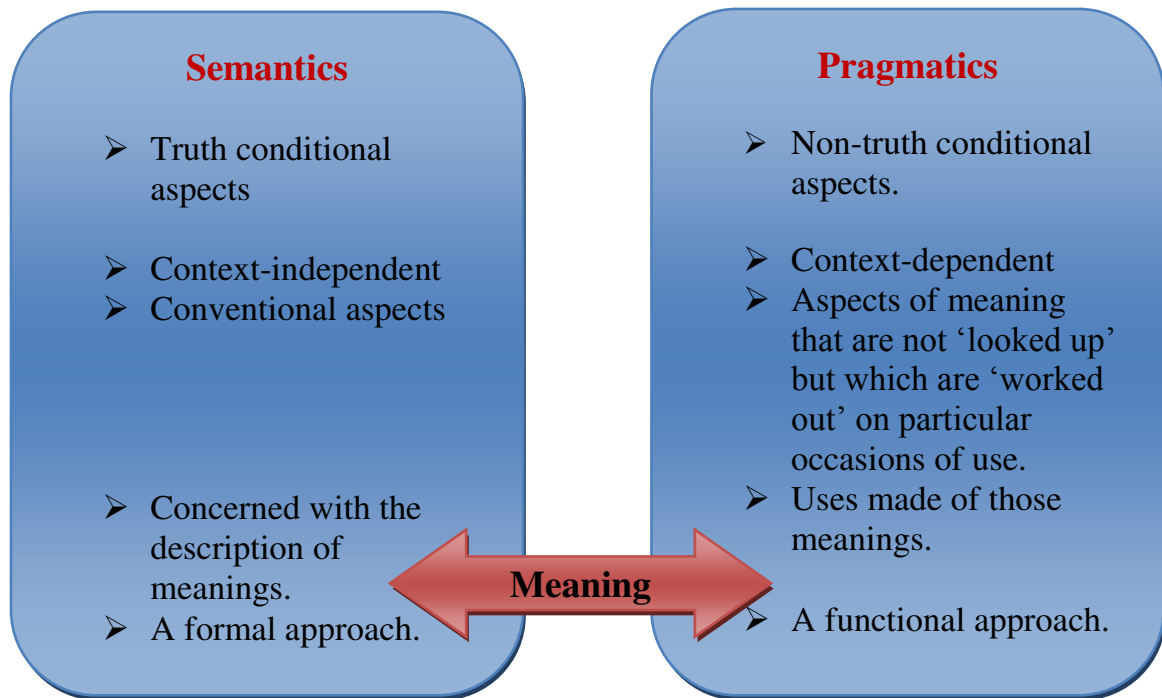 Semantics
➢ Truth conditional
aspects
➢ Context-independent
➢ Conventional aspects
➢ Concerned with the
description of
meanings.
➢ A formal approach.
Meaning
Pragmatics
➢ Non-truth conditional
aspects.
➢ Context-dependent
➢ Aspects of meaning
that are not ‘looked up’
but which are ‘worked
out’ on particular
occasions of use.
➢ Uses made of those
meanings.
➢ A functional approach.